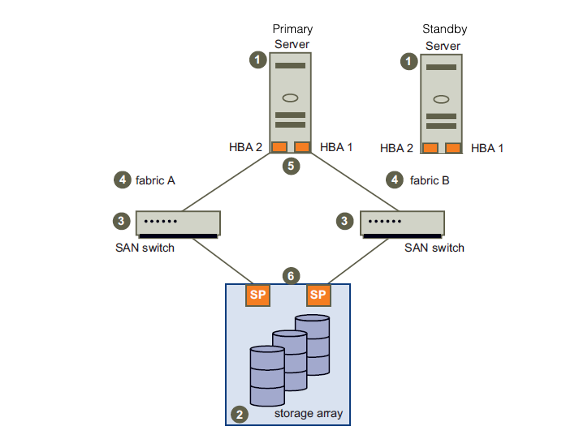 Primary
Server
Standby
Server
1
1
HBA 2
HBA 1
HBA 2
HBA 1
5
4 fabric A
4 fabric B
3
3
SAN switch
SAN switch
6
SP
SP
2
storage array